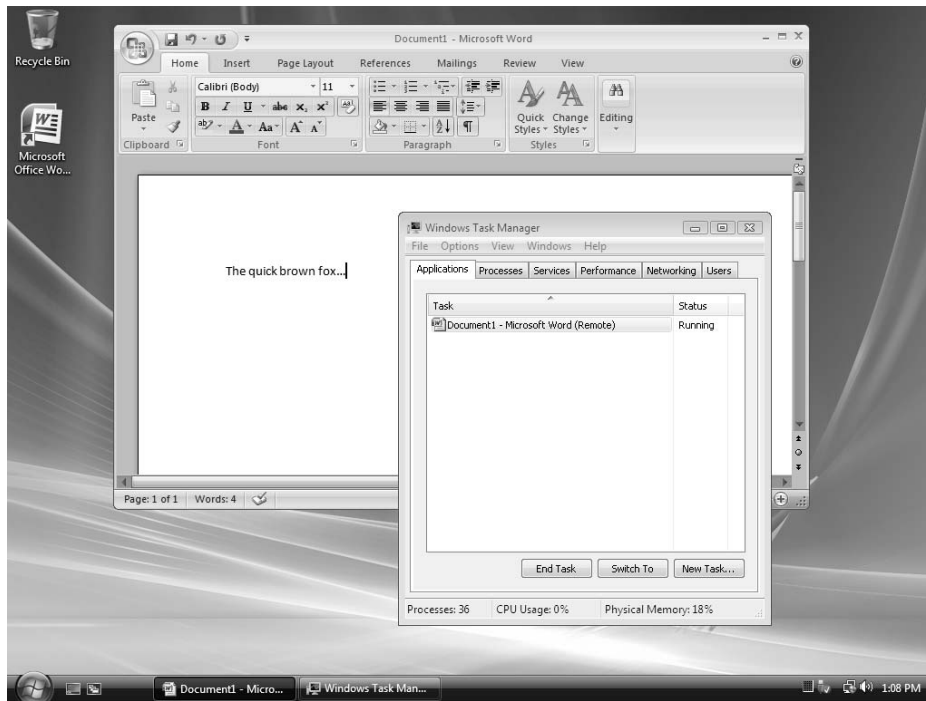 Recycle Bin
Microsoft
Office Wo...
Document1 - Microsoft Word
Home Insert Page Layout References Mailings Review View
Calibri (Body) 11
B I U abe X₂ X²
Aa A A
Paste
Quick Styles
Change Styles
Editing
Clipboard Font Paragraph Styles
The quick brown fox...
Page: 1 of 1 Words: 4
Windows Task Manager
File Options View Windows Help
Applications Processes Services Performance Networking Users
Task Status
Document1 - Microsoft Word (Remote) Running
End Task Switch To New Task...
Processes: 36 CPU Usage: 0% Physical Memory: 18%
Document1 - Micro... Windows Task Man... 1:08 PM